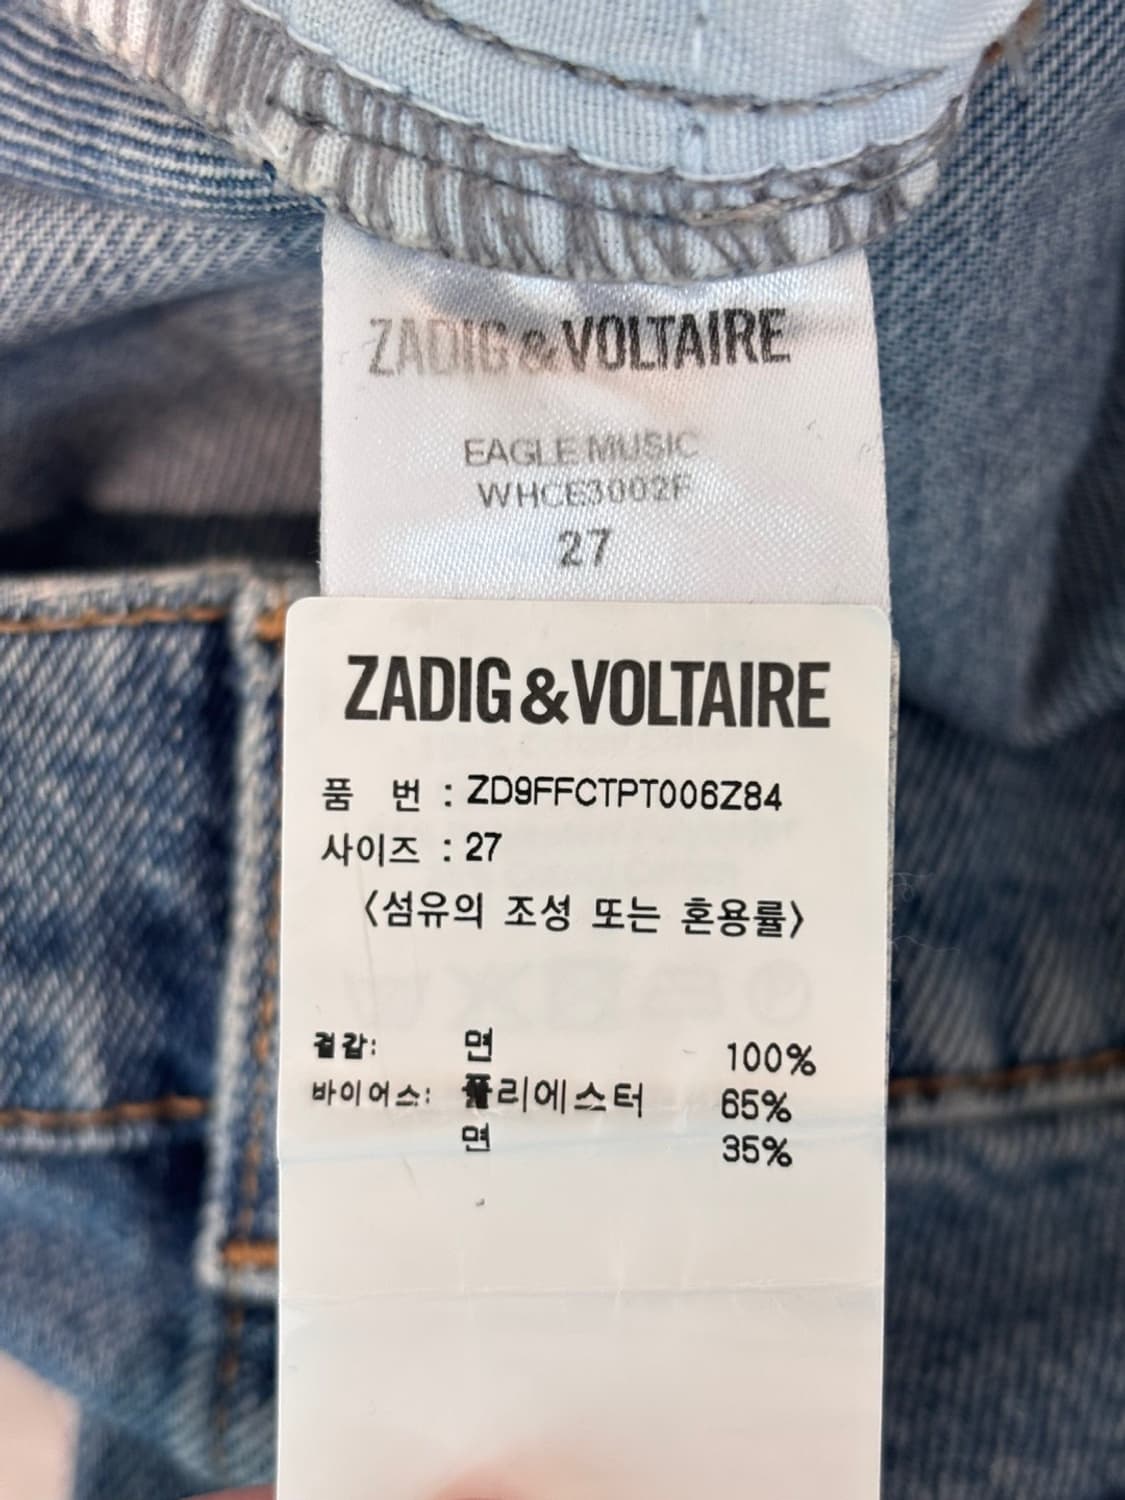 ZADIG & VOLTAIRE
EAGLE MUSIC
WHCE3002F
27
ZADIG & VOLTAIRE
품 번 : ZD9FFCTPT006Z84
사이즈 : 27
〈섬유의 조성 또는 혼용률〉
겉감: 면 100%
바이어스: 폴리에스터 65%
면 35%